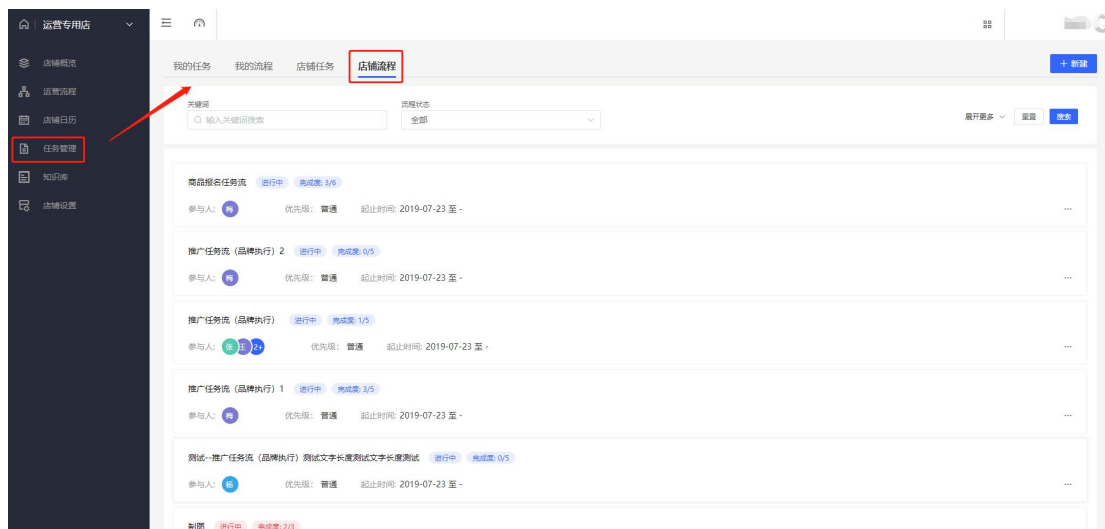 运营专用店
店铺概览
运营流程
店铺日历
任务管理
知识库
店铺设置
我的任务 我的流程 店铺任务 店铺流程
+ 新建
关键词 流程状态
输入关键词搜索 全部 展开更多 重置 搜索
商品报名任务流 进行中 完成度: 3/6
参与人: 梅 优先级: 普通 起止时间: 2019-07-23 至 - ...
推广任务流（品牌执行）2 进行中 完成度: 0/5
参与人: 梅 优先级: 普通 起止时间: 2019-07-23 至 - ...
推广任务流（品牌执行） 进行中 完成度: 1/5
参与人: 张 王 2+ 优先级: 普通 起止时间: 2019-07-23 至 - ...
推广任务流（品牌执行）1 进行中 完成度: 3/5
参与人: 梅 优先级: 普通 起止时间: 2019-07-23 至 - ...
测试--推广任务流（品牌执行）测试文字长度测试文字长度测试 进行中 完成度: 0/5
参与人: 杨 优先级: 普通 起止时间: 2019-07-23 至 - ...
制图 进行中 完成度: 2/3